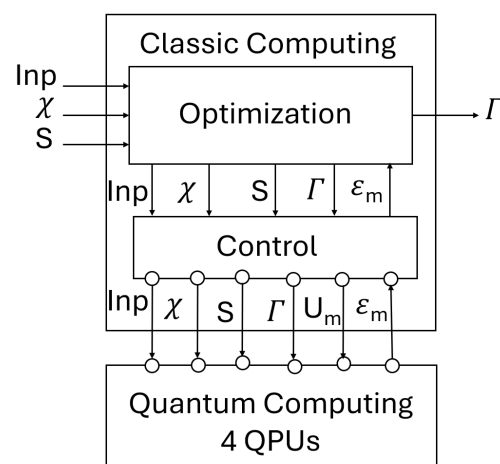 Classic Computing
Inp
χ
S
Optimization
Γ
Inp χ S Γ εm
Control
Inp χ S Γ Um εm
Quantum Computing
4 QPUs